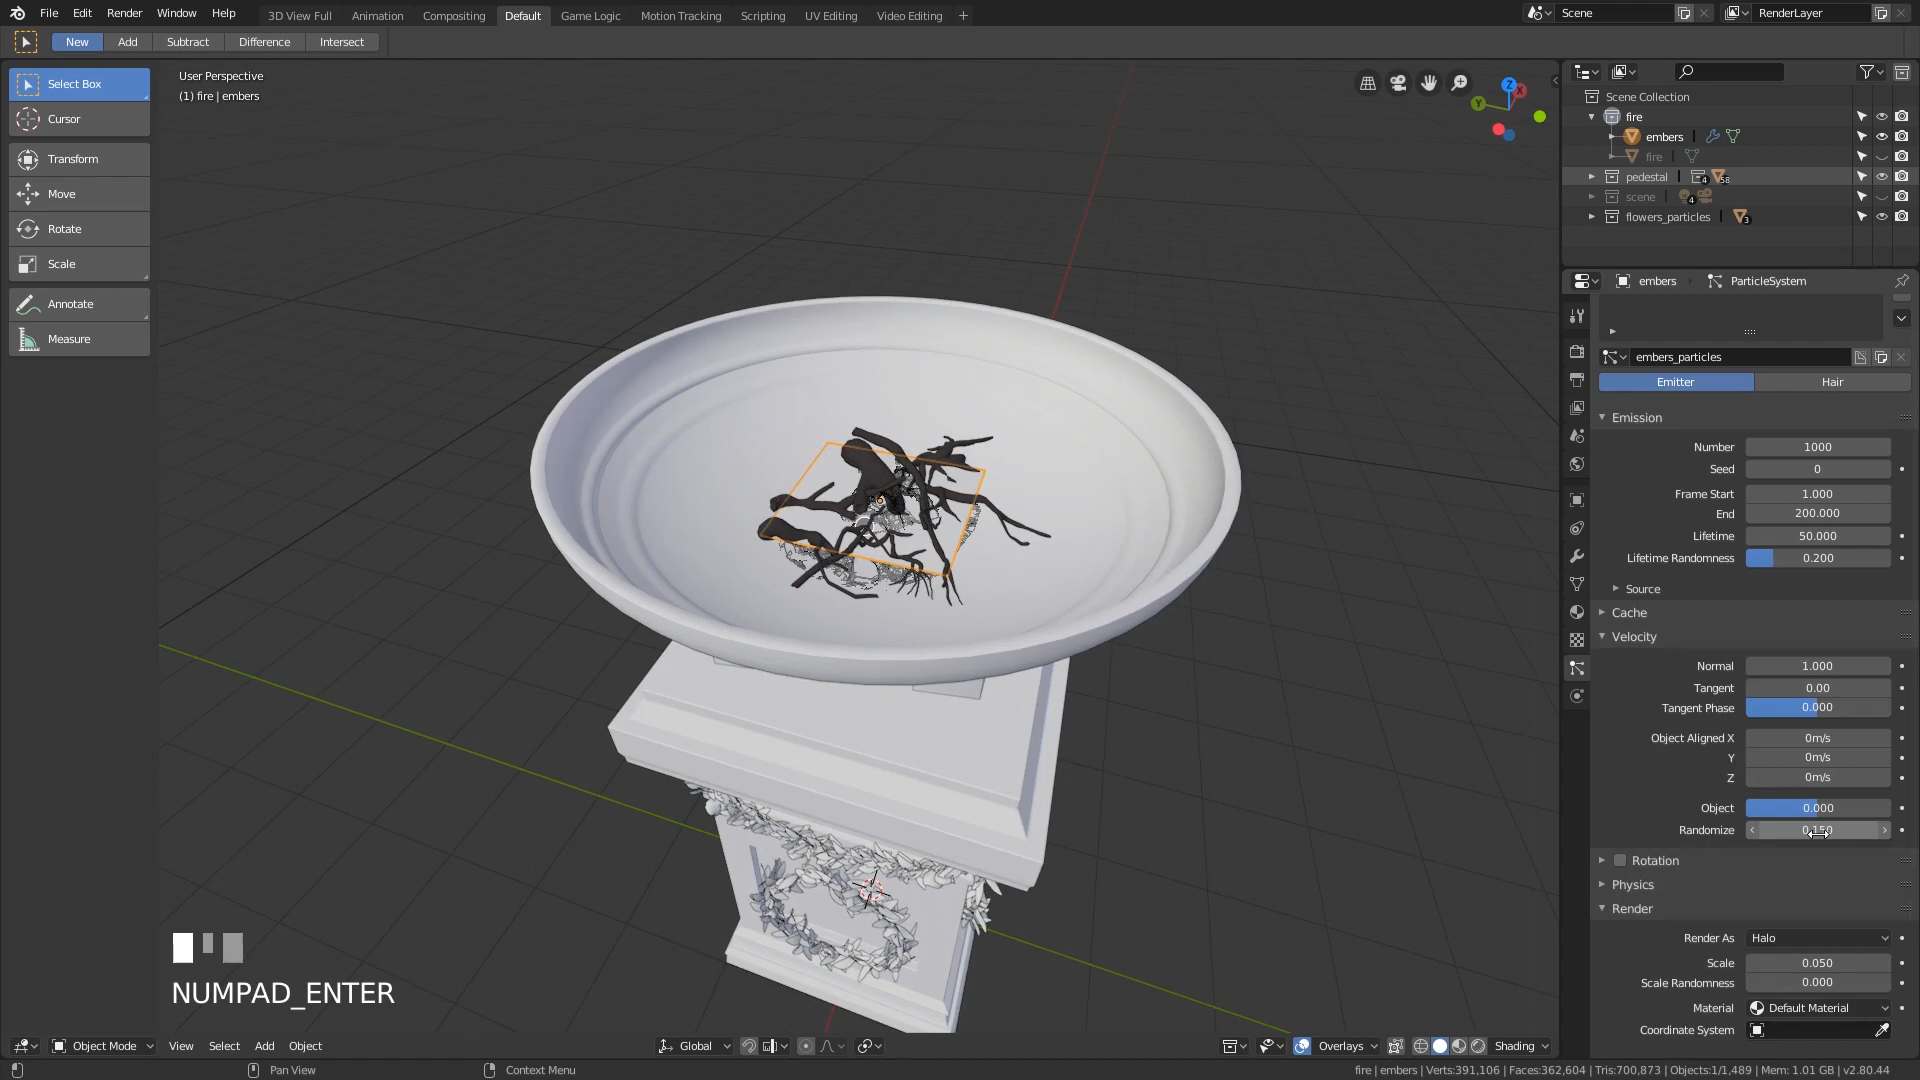 File Edit Render Window Help
3D View Full Animation Compositing Default Game Logic Motion Tracking Scripting UV Editing Video Editing +
Scene
RenderLayer
New Add Subtract Difference Intersect
Select Box
Cursor
Transform
Move
Rotate
Scale
Annotate
Measure
User Perspective
(1) fire | embers
Z
X
Y
Scene Collection
fire
embers
fire
pedestal 4 58
scene 4
flowers_particles 3
embers ParticleSystem
embers_particles
Emitter Hair
Emission
Number 1000
Seed 0
Frame Start 1.000
End 200.000
Lifetime 50.000
Lifetime Randomness 0.200
Source
Cache
Velocity
Normal 1.000
Tangent 0.00
Tangent Phase 0.000
Object Aligned X 0m/s
Y 0m/s
Z 0m/s
Object 0.000
Randomize 0.150
Rotation
Physics
Render
Render As Halo
Scale 0.050
Scale Randomness 0.000
Material Default Material
Coordinate System
NUMPAD_ENTER
Object Mode View Select Add Object
Global
Overlays
Shading
Pan View
Context Menu
fire | embers | Verts:391,106 | Faces:362,604 | Tris:700,873 | Objects:1/1,489 | Mem: 1.01 GB | v2.80.44